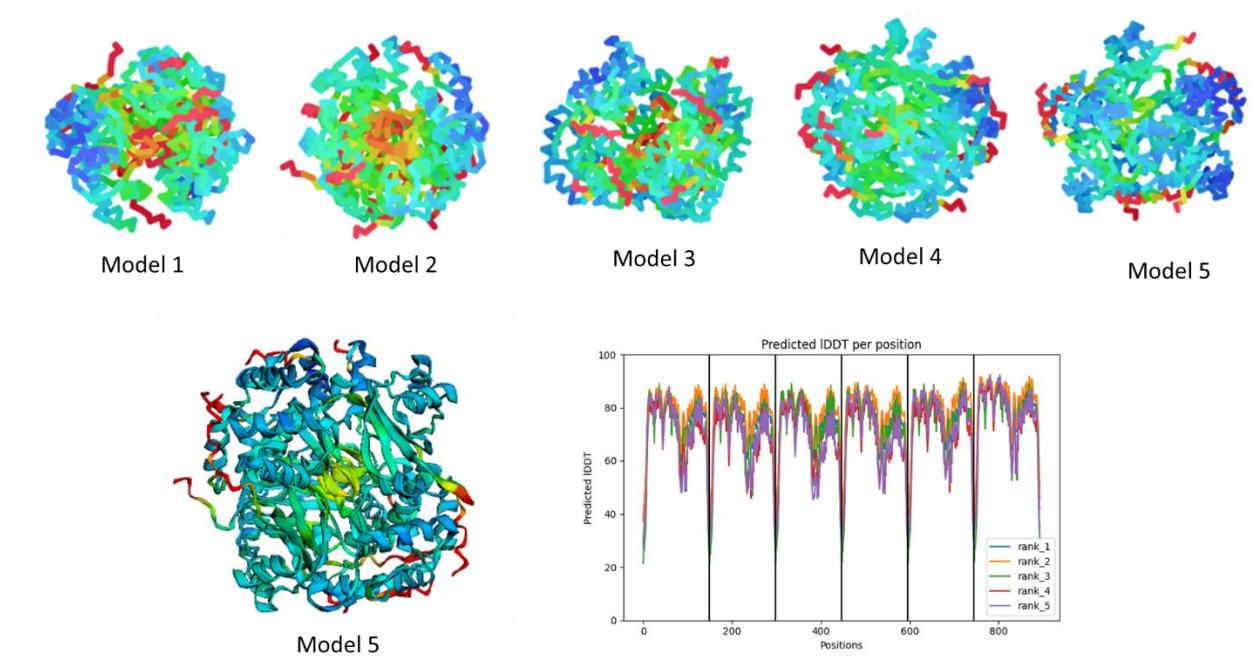 Model 1
Model 2
Model 3
Model 4
Model 5
Model 5
Predicted lDDT per position
Predicted lDDT
100
80
60
40
20
0
0
200
400
600
800
Positions
rank_1
rank_2
rank_3
rank_4
rank_5